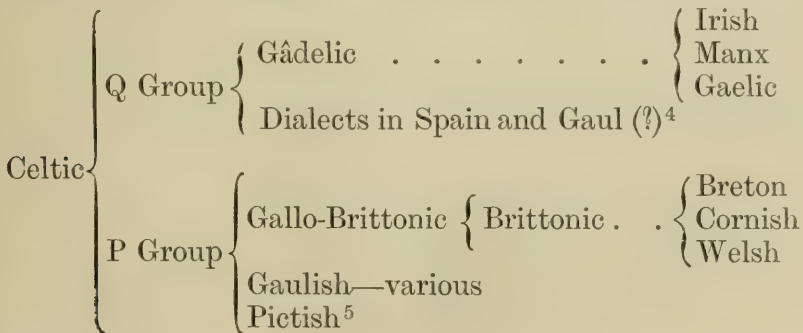 Irish
Gâdelic . . . . . . . Manx
Q Group Gaelic
Dialects in Spain and Gaul (?)⁴
Celtic
Breton
Gallo-Brittonic Brittonic . . Cornish
P Group Welsh
Gaulish—various
Pictish⁵